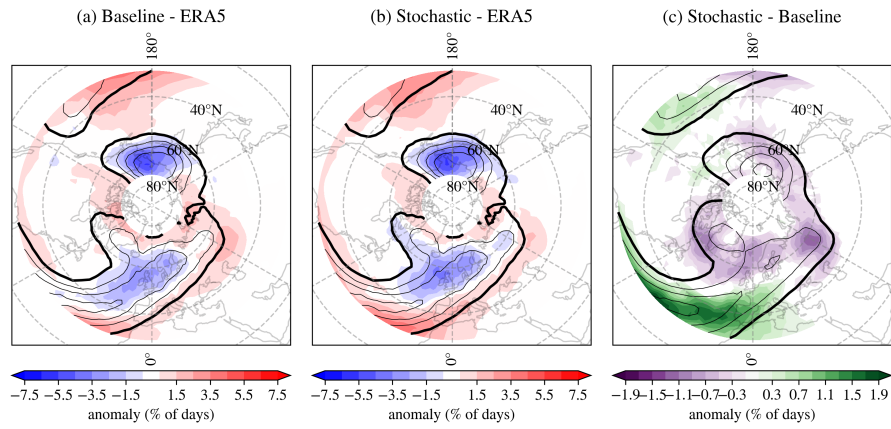 (a) Baseline - ERA5
(b) Stochastic - ERA5
(c) Stochastic - Baseline
180°
180°
180°
40°N
40°N
40°N
60°N
60°N
60°N
80°N
80°N
80°N
0°
0°
0°
−7.5 −5.5 −3.5 −1.5 1.5 3.5 5.5 7.5
−7.5 −5.5 −3.5 −1.5 1.5 3.5 5.5 7.5
−1.9 −1.5 −1.1 −0.7 −0.3 0.3 0.7 1.1 1.5 1.9
anomaly (% of days)
anomaly (% of days)
anomaly (% of days)